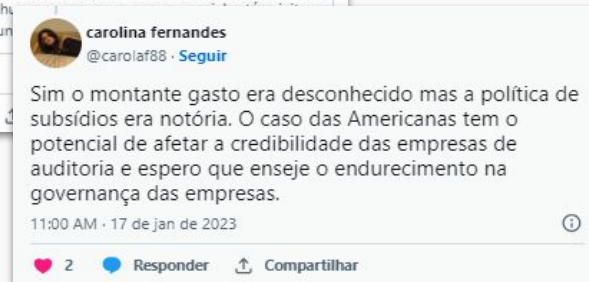 carolina fernandes
@carolaf88 · Seguir
Sim o montante gasto era desconhecido mas a política de
subsídios era notória. O caso das Americanas tem o
potencial de afetar a credibilidade das empresas de
auditoria e espero que enseje o endurecimento na
governança das empresas.
11:00 AM · 17 de jan de 2023
2 Responder Compartilhar